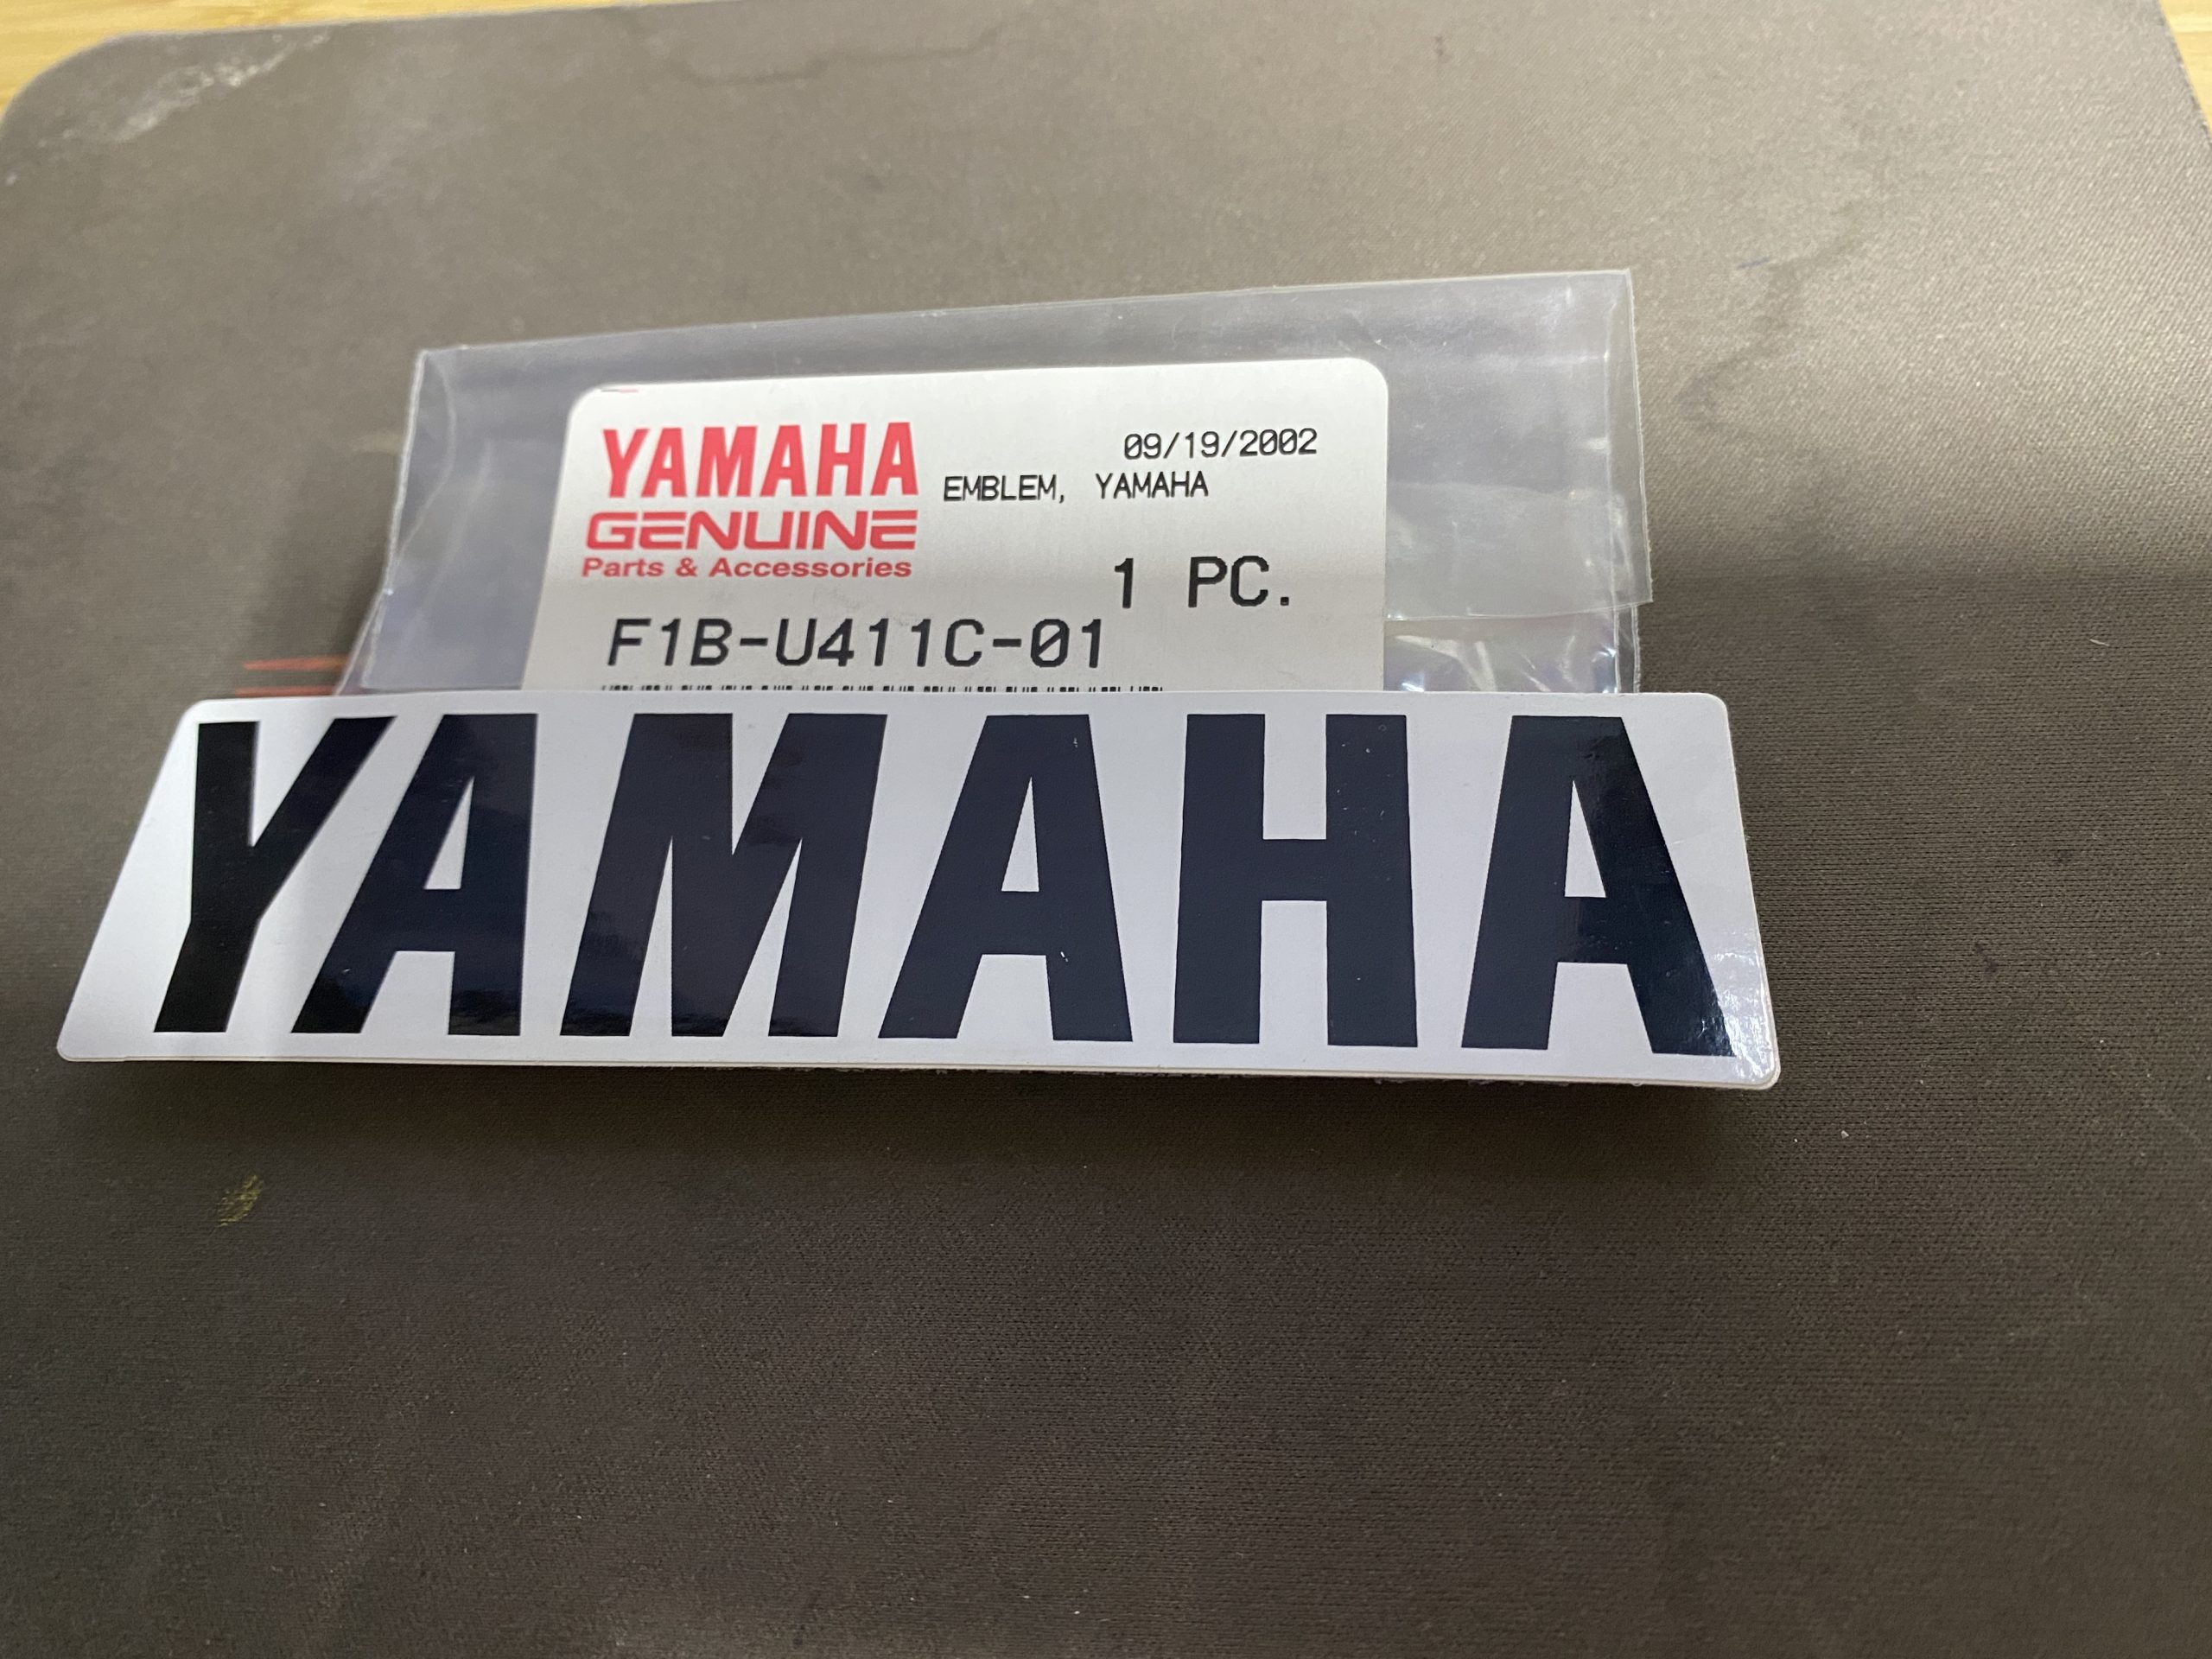 YAMAHA
GENUINE
Parts & Accessories
09/19/2002
EMBLEM, YAMAHA
1 PC.
F1B-U411C-01
YAMAHA